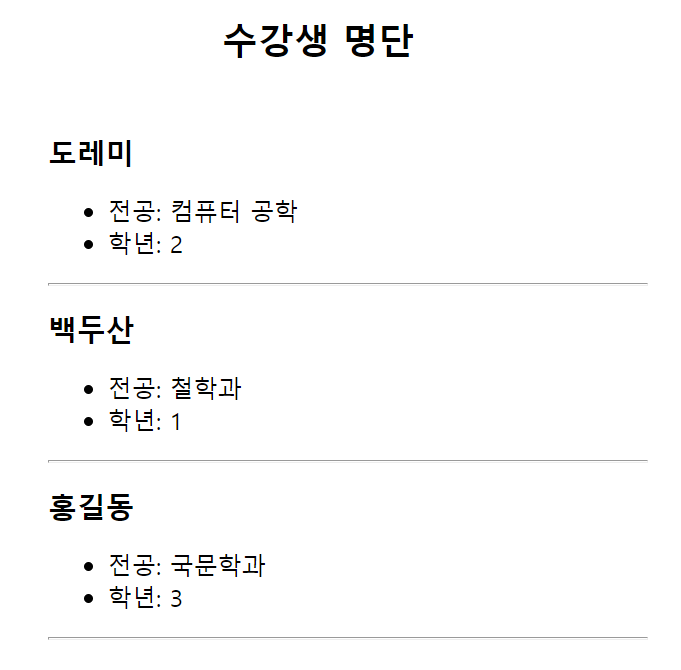 수강생 명단
도레미
전공: 컴퓨터 공학
학년: 2
백두산
전공: 철학과
학년: 1
홍길동
전공: 국문학과
학년: 3